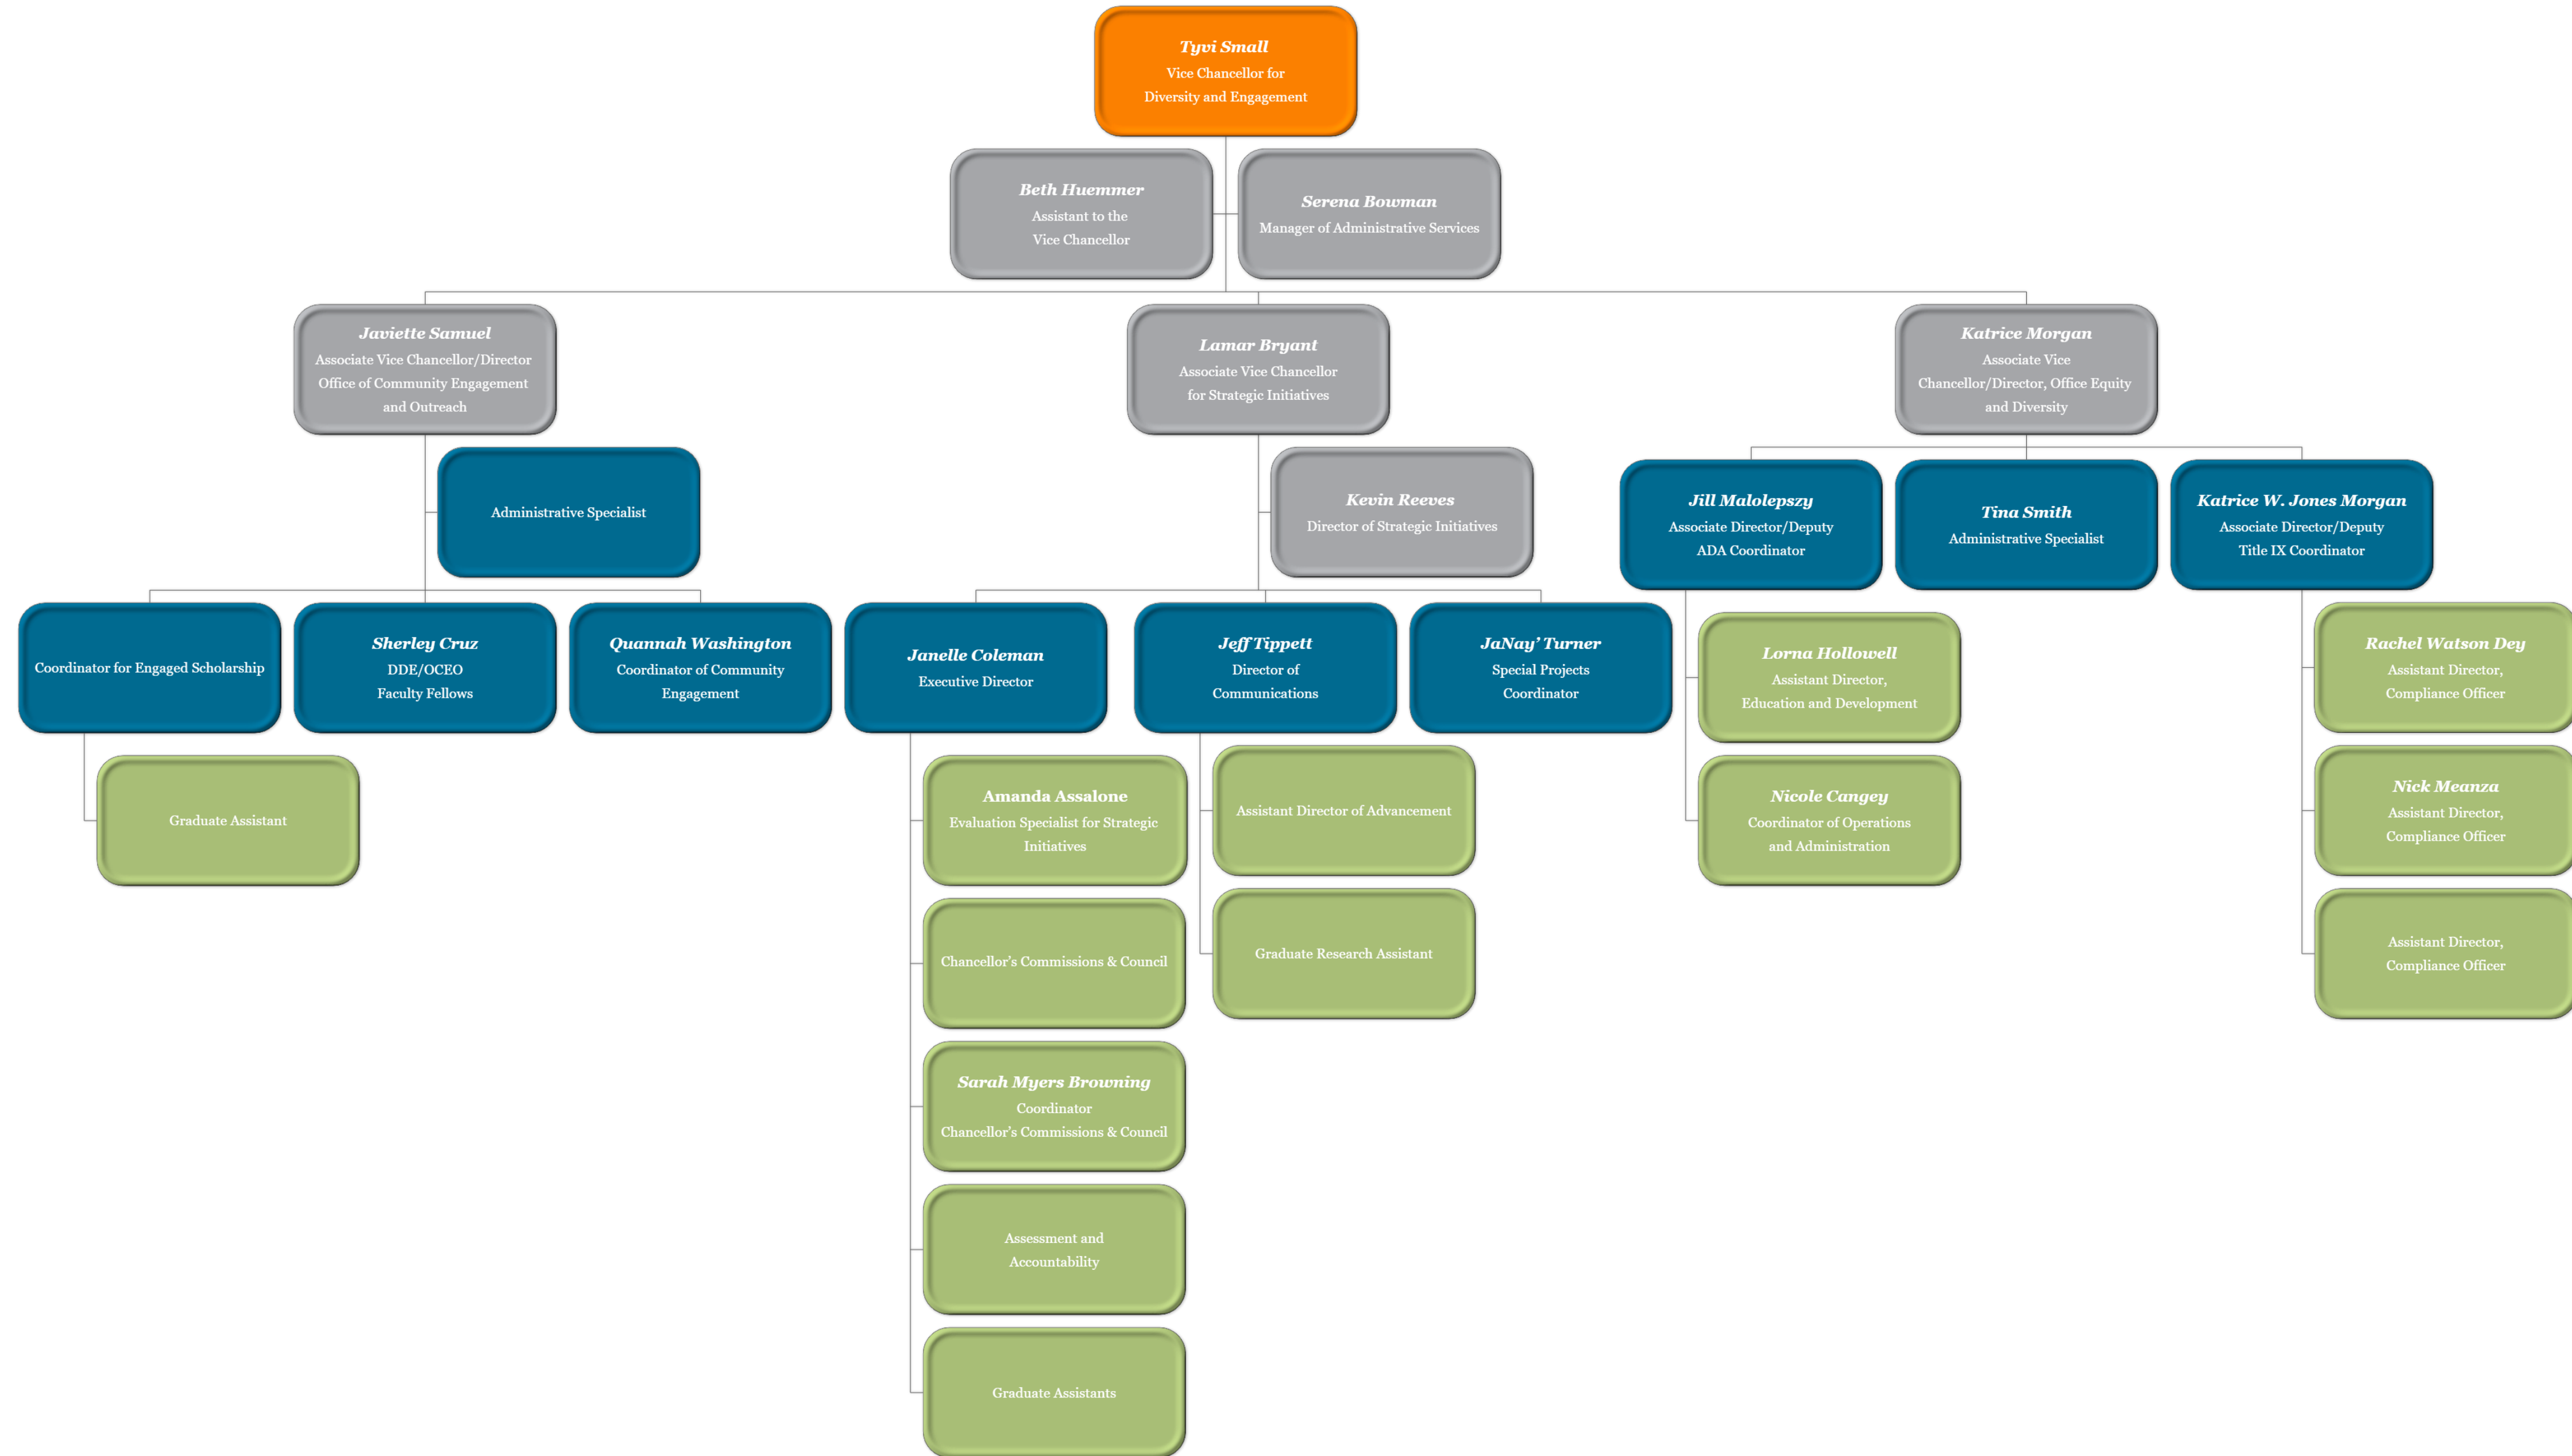 Tyvi Small
Vice Chancellor for
Diversity and Engagement
Beth Huemmer
Assistant to the
Vice Chancellor
Serena Bowman
Manager of Administrative Services
Javiette Samuel
Associate Vice Chancellor/Director
Office of Community Engagement
and Outreach
Lamar Bryant
Associate Vice Chancellor
for Strategic Initiatives
Katrice Morgan
Associate Vice
Chancellor/Director, Office Equity
and Diversity
Administrative Specialist
Kevin Reeves
Director of Strategic Initiatives
Jill Malolepszy
Associate Director/Deputy
ADA Coordinator
Tina Smith
Administrative Specialist
Katrice W. Jones Morgan
Associate Director/Deputy
Title IX Coordinator
Coordinator for Engaged Scholarship
Sherley Cruz
DDE/OCEO
Faculty Fellows
Quannah Washington
Coordinator of Community
Engagement
Janelle Coleman
Executive Director
Jeff Tippett
Director of
Communications
JaNay’ Turner
Special Projects
Coordinator
Lorna Hollowell
Assistant Director,
Education and Development
Rachel Watson Dey
Assistant Director,
Compliance Officer
Graduate Assistant
Amanda Assalone
Evaluation Specialist for Strategic
Initiatives
Assistant Director of Advancement
Nicole Cangey
Coordinator of Operations
and Administration
Nick Meanza
Assistant Director,
Compliance Officer
Chancellor’s Commissions & Council
Graduate Research Assistant
Assistant Director,
Compliance Officer
Sarah Myers Browning
Coordinator
Chancellor’s Commissions & Council
Assessment and
Accountability
Graduate Assistants